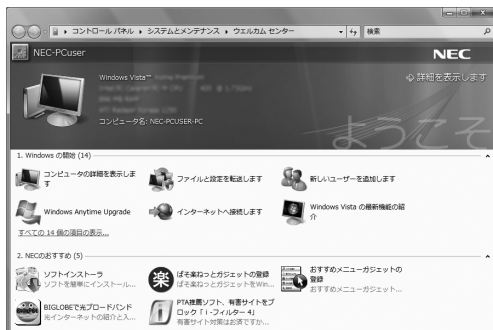 コントロール パネル ▸ システムとメンテナンス ▸ ウエルカム センター
検索
NEC-PCuser
NEC
Windows Vista™
詳細を表示します
コンピュータ名: NEC-PCUSER-PC
ようこそ
1. Windows の開始 (14)
コンピュータの詳細を表示しま
す
ファイルと設定を転送します
新しいユーザーを追加します
Windows Anytime Upgrade
インターネットへ接続します
Windows Vista の最新機能の紹
介
すべての 14 個の項目の表示...
2. NECのおすすめ (5)
ソフトインストーラ
ソフトを簡単にインストール...
楽
ぱそ楽ねっとガジェットの登録
ぱそ楽ねっとガジェットをWin...
おすすめメニューガジェットの
登録
おすすめメニューガジェット...
BIGLOBEで光ブロードバンド
光インターネットの紹介と入...
PTA推薦ソフト、有害サイトをブ
ロック「i -フィルター 4」
有害サイト対策はお済ですか...